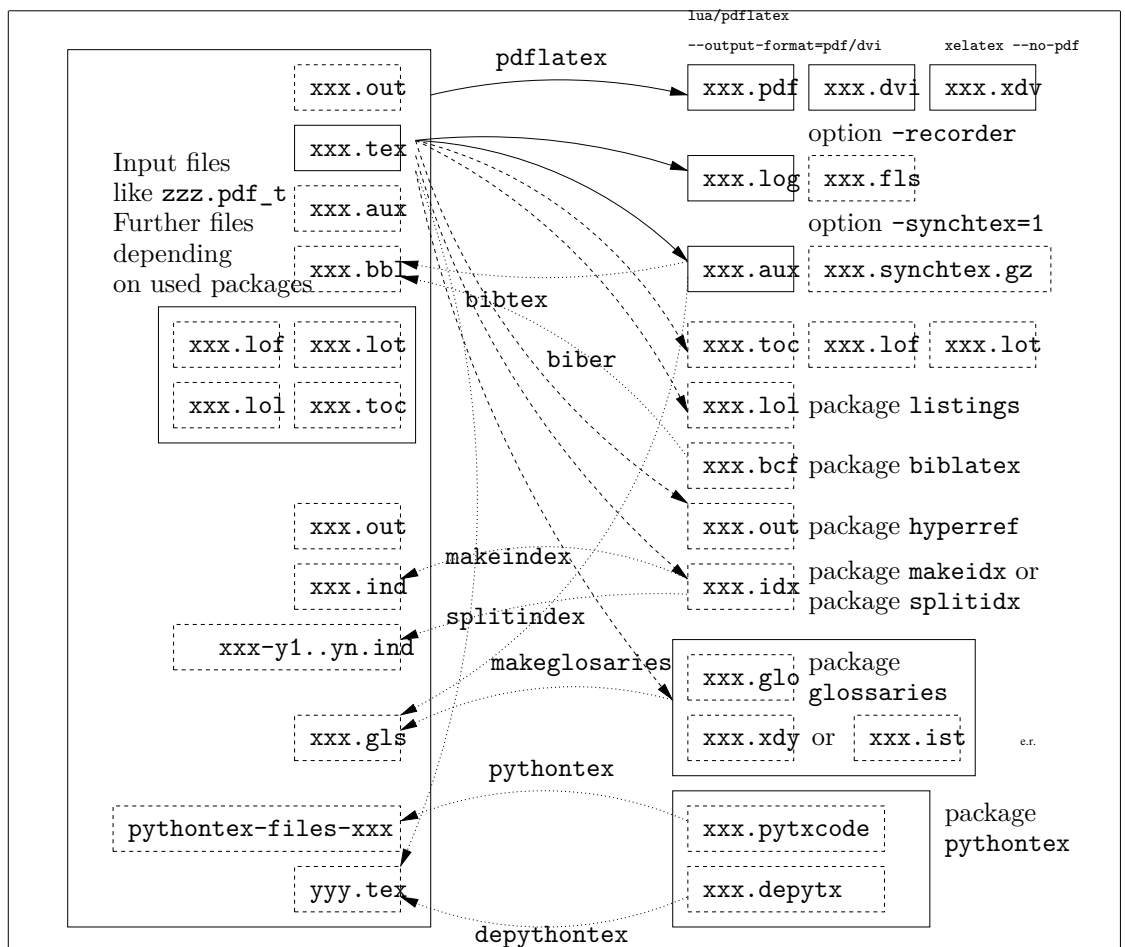 lua/pdflatex
--output-format=pdf/dvi
xelatex --no-pdf
pdflatex
xxx.out
xxx.pdf
xxx.dvi
xxx.xdv
xxx.tex
option -recorder
Input files
like zzz.pdf_t
Further files
depending
on used packages
xxx.log
xxx.fls
xxx.aux
option -synchtex=1
xxx.bbl
xxx.aux
xxx.synchtex.gz
bibtex
xxx.lof
xxx.lot
biber
xxx.toc
xxx.lof
xxx.lot
xxx.lol
xxx.toc
xxx.lol
package listings
xxx.bcf
package biblatex
xxx.out
xxx.out
package hyperref
makeindex
xxx.ind
xxx.idx
package makeidx or
package splitidx
splitindex
xxx-y1..yn.ind
makeglosaries
xxx.glo
package
glossaries
xxx.gls
xxx.xdy
or
xxx.ist
e.r.
pythontex
pythontex-files-xxx
xxx.pytxcode
package
pythontex
yyy.tex
xxx.depytx
depythontex